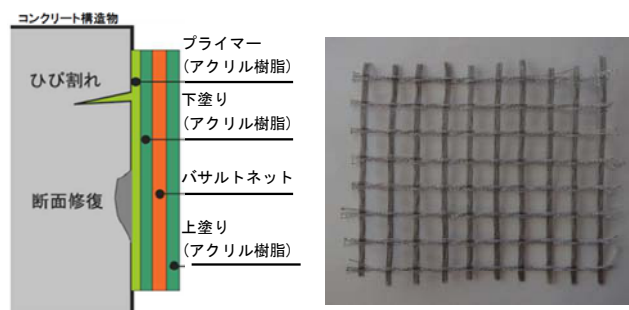 コンクリート構造物
プライマー
(アクリル樹脂)
ひび割れ
下塗り
(アクリル樹脂)
バサルトネット
断面修復
上塗り
(アクリル樹脂)